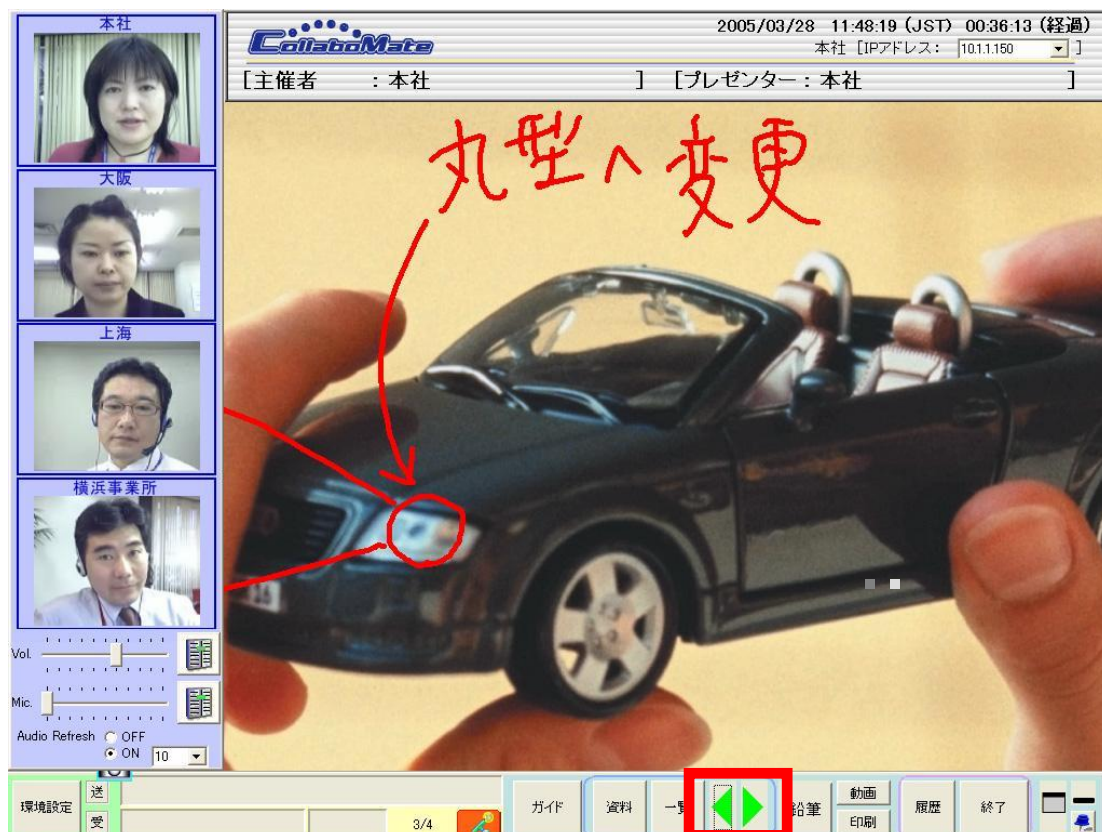 本社
大阪
上海
横浜事業所
Vol.
Mic.
Audio Refresh
OFF
ON
10
CollaboMate
2005/03/28 11:48:19 (JST) 00:36:13 (経過)
本社 [IPアドレス: 10.1.1.150 ]
[主催者 :本社 ] [プレゼンター:本社 ]
丸型へ変更
環境設定
送
受
3/4
ガイド
資料
鉛筆
動画
印刷
履歴
終了